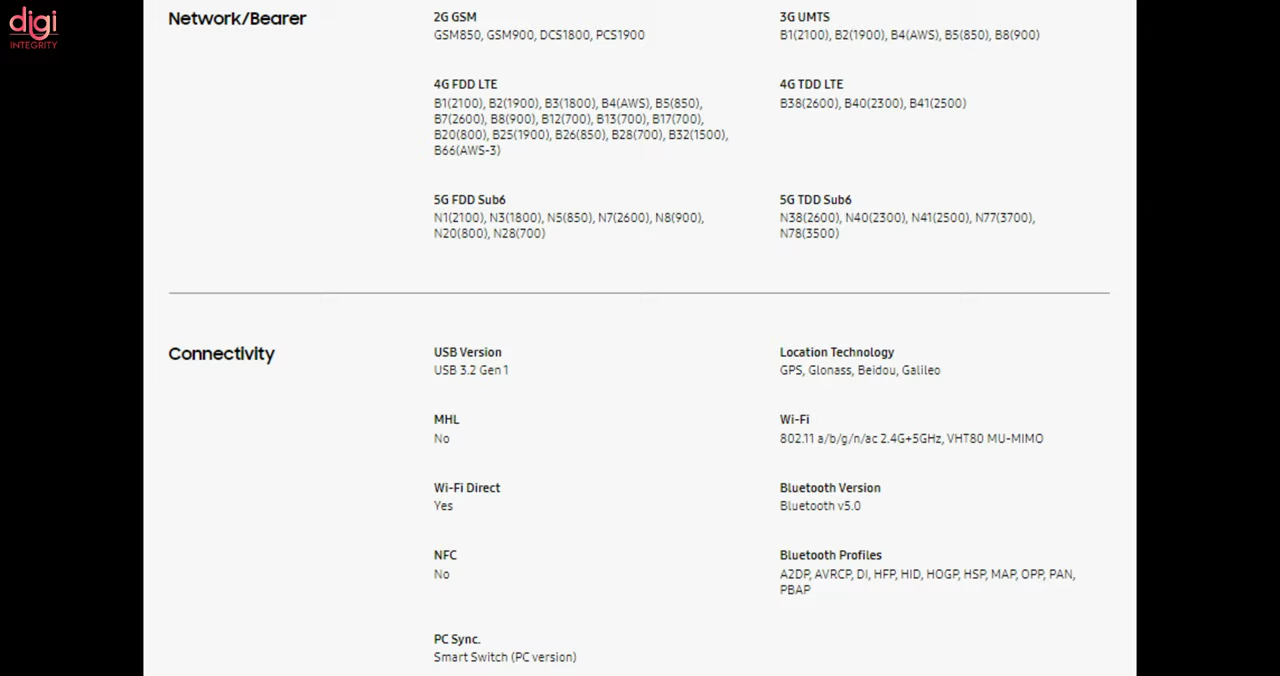 digi
INTEGRITY
Network/Bearer
2G GSM
GSM850, GSM900, DCS1800, PCS1900
3G UMTS
B1(2100), B2(1900), B4(AWS), B5(850), B8(900)
4G FDD LTE
B1(2100), B2(1900), B3(1800), B4(AWS), B5(850),
B7(2600), B8(900), B12(700), B13(700), B17(700),
B20(800), B25(1900), B26(850), B28(700), B32(1500),
B66(AWS-3)
4G TDD LTE
B38(2600), B40(2300), B41(2500)
5G FDD Sub6
N1(2100), N3(1800), N5(850), N7(2600), N8(900),
N20(800), N28(700)
5G TDD Sub6
N38(2600), N40(2300), N41(2500), N77(3700),
N78(3500)
Connectivity
USB Version
USB 3.2 Gen 1
Location Technology
GPS, Glonass, Beidou, Galileo
MHL
No
Wi-Fi
802.11 a/b/g/n/ac 2.4G+5GHz, VHT80 MU-MIMO
Wi-Fi Direct
Yes
Bluetooth Version
Bluetooth v5.0
NFC
No
Bluetooth Profiles
A2DP, AVRCP, DI, HFP, HID, HOGP, HSP, MAP, OPP, PAN,
PBAP
PC Sync.
Smart Switch (PC version)